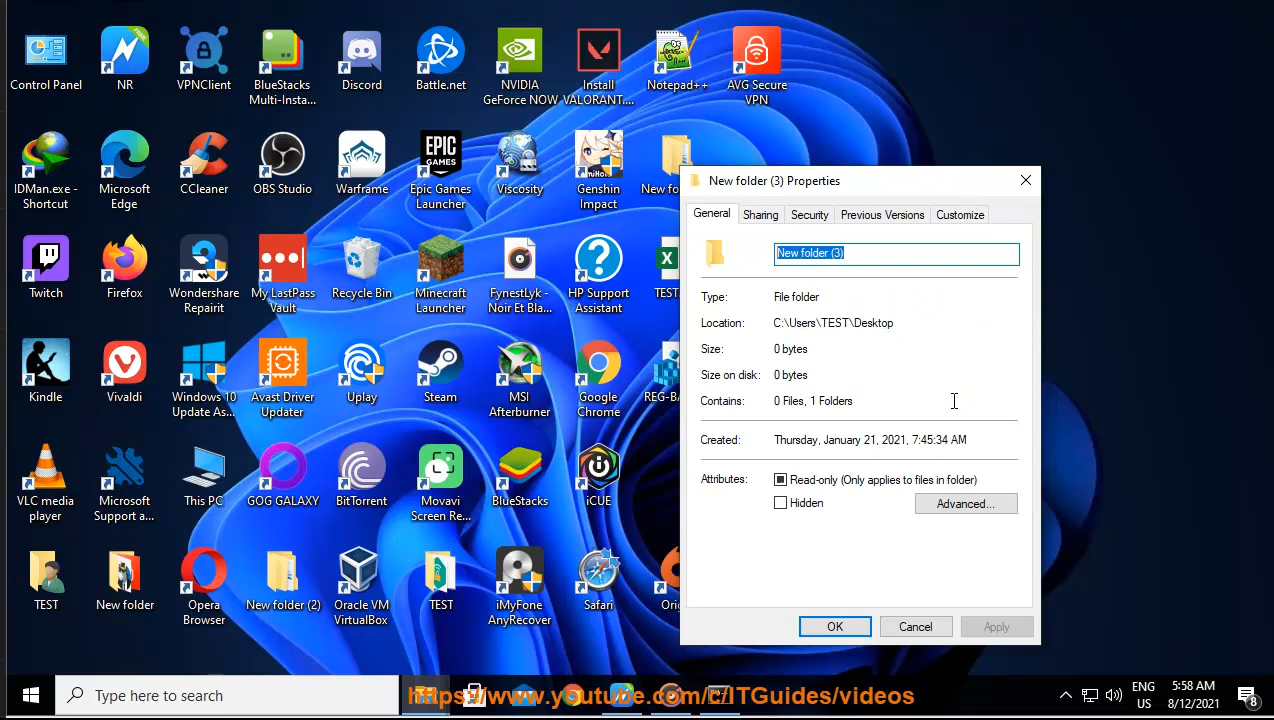 Control Panel
NR
VPNClient
BlueStacks
Multi-Insta...
Discord
Battle.net
NVIDIA
GeForce NOW
Install
VALORANT....
Notepad++
AVG Secure
VPN
IDMan.exe -
Shortcut
Microsoft
Edge
CCleaner
OBS Studio
Warframe
EPIC
GAMES
Epic Games
Launcher
Viscosity
Genshin
Impact
New fo
Twitch
Firefox
Wondershare
Repairit
My LastPass
Vault
Recycle Bin
Minecraft
Launcher
FynestLyk -
Noir Et Bla...
HP Support
Assistant
TEST
Kindle
Vivaldi
Windows 10
Update As...
Avast Driver
Updater
Uplay
Steam
MSI
Afterburner
Google
Chrome
REG-BA
VLC media
player
Microsoft
Support a...
This PC
GOG GALAXY
BitTorrent
Movavi
Screen Re...
BlueStacks
iCUE
TEST
New folder
Opera
Browser
New folder (2)
Oracle VM
VirtualBox
TEST
iMyFone
AnyRecover
Safari
Orig
New folder (3) Properties
General Sharing Security Previous Versions Customize
New folder (3)
Type: File folder
Location: C:\Users\TEST\Desktop
Size: 0 bytes
Size on disk: 0 bytes
Contains: 0 Files, 1 Folders
Created: Thursday, January 21, 2021, 7:45:34 AM
Attributes: Read-only (Only applies to files in folder)
Hidden
Advanced...
OK Cancel Apply
Type here to search
https://www.youtube.com/c/ITGuides/videos
ENG
US
5:58 AM
8/12/2021
8